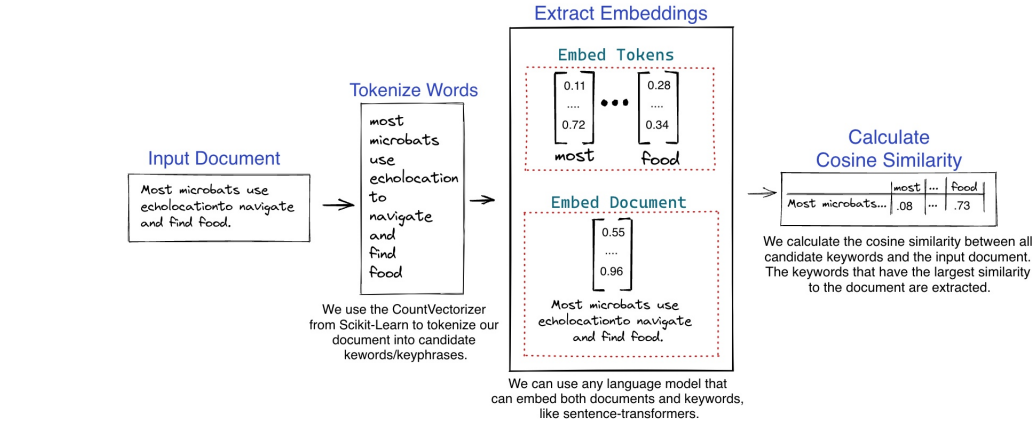 Input Document
Most microbats use
echolocationto navigate
and find food.
Tokenize Words
most
microbats
use
echolocation
to
navigate
and
find
food
We use the CountVectorizer
from Scikit-Learn to tokenize our
document into candidate
kewords/keyphrases.
Extract Embeddings
Embed Tokens
0.11 0.28
.... ....
0.72 0.34
most ... food
Embed Document
0.55
....
0.96
Most microbats use
echolocationto navigate
and find food.
We can use any language model that
can embed both documents and keywords,
like sentence-transformers.
Calculate
Cosine Similarity
most ... food
Most microbats... .08 ... .73
We calculate the cosine similarity between all
candidate keywords and the input document.
The keywords that have the largest similarity
to the document are extracted.